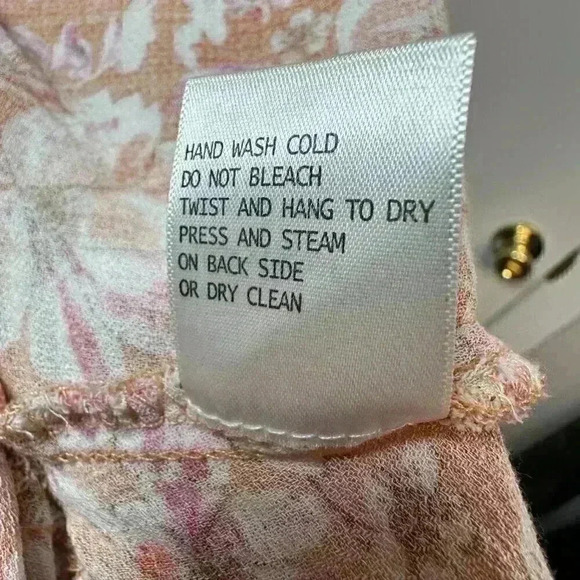 HAND WASH COLD
DO NOT BLEACH
TWIST AND HANG TO DRY
PRESS AND STEAM
ON BACK SIDE
OR DRY CLEAN